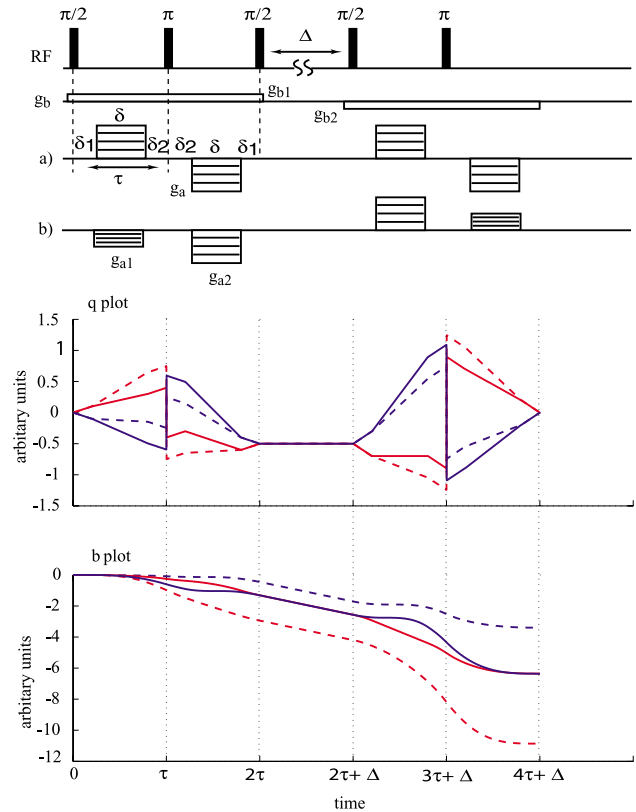 π/2 π π/2 π/2 π
RF Δ
g_b g_b1
g_b2
δ
a) δ1 δ2 δ2 δ δ1
τ
g_a
b)
g_a1 g_a2
q plot
arbitary units
1.5
1
0.5
0
-0.5
-1
-1.5
b plot
arbitary units
0
-2
-4
-6
-8
-10
-12
0 τ 2τ 2τ+ Δ 3τ+ Δ 4τ+ Δ
time